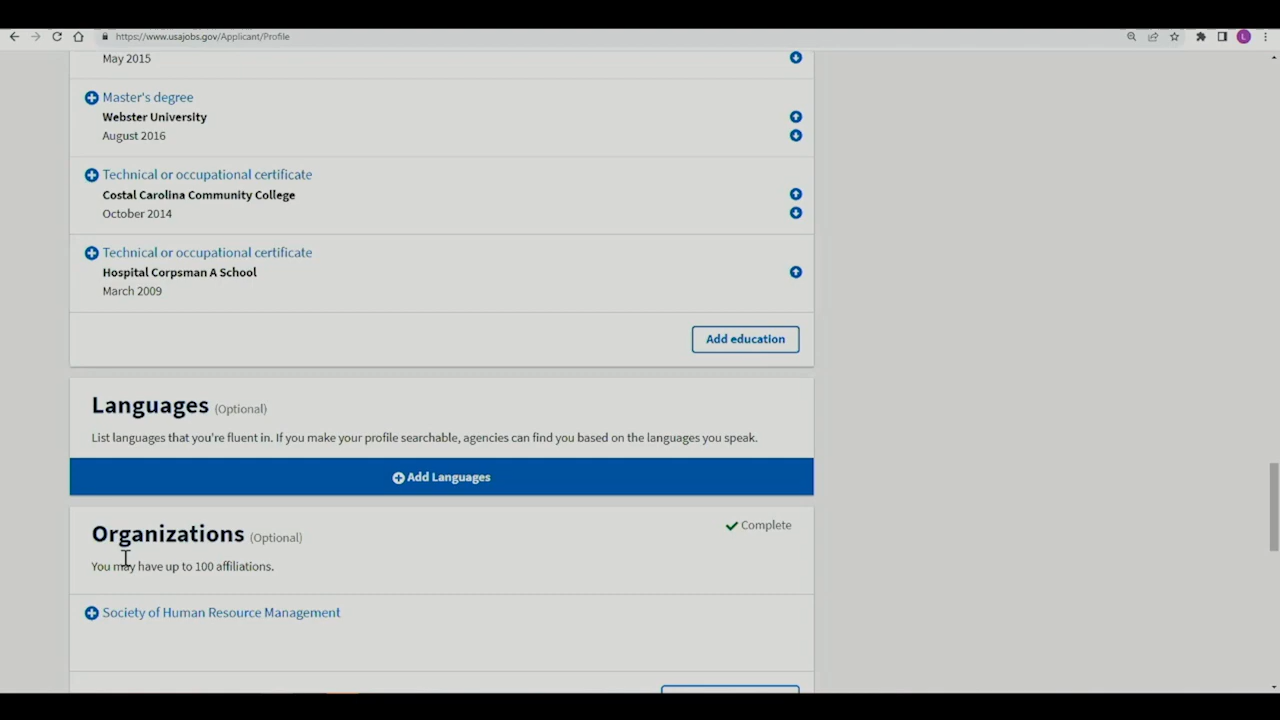 https://www.usajobs.gov/Applicant/Profile
L
May 2015
Master's degree
Webster University
August 2016
Technical or occupational certificate
Costal Carolina Community College
October 2014
Technical or occupational certificate
Hospital Corpsman A School
March 2009
Add education
Languages (Optional)
List languages that you're fluent in. If you make your profile searchable, agencies can find you based on the languages you speak.
Add Languages
Organizations (Optional)
Complete
You may have up to 100 affiliations.
Society of Human Resource Management